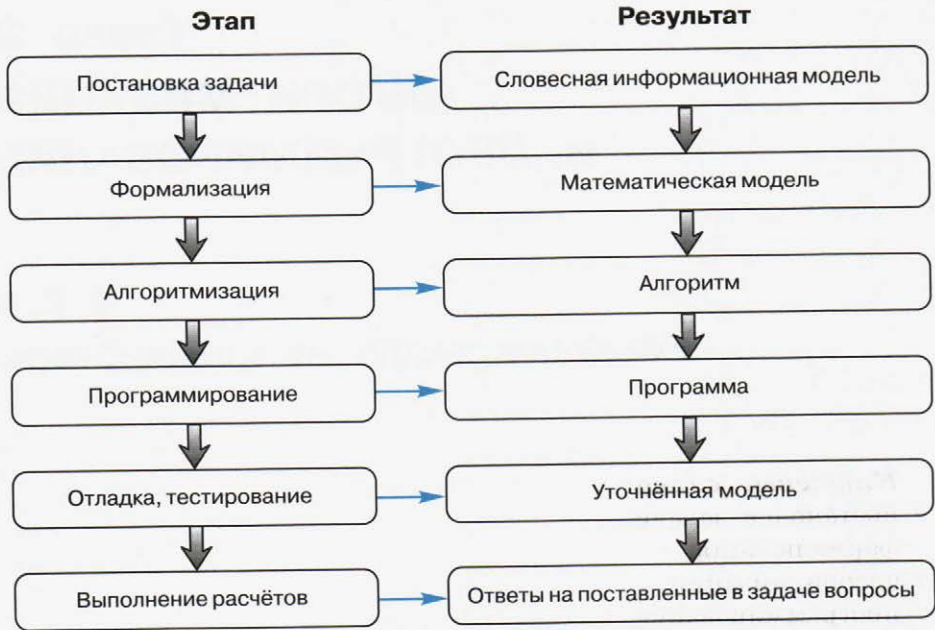 Этап
Результат
Постановка задачи
Словесная информационная модель
Формализация
Математическая модель
Алгоритмизация
Алгоритм
Программирование
Программа
Отладка, тестирование
Уточнённая модель
Выполнение расчётов
Ответы на поставленные в задаче вопросы